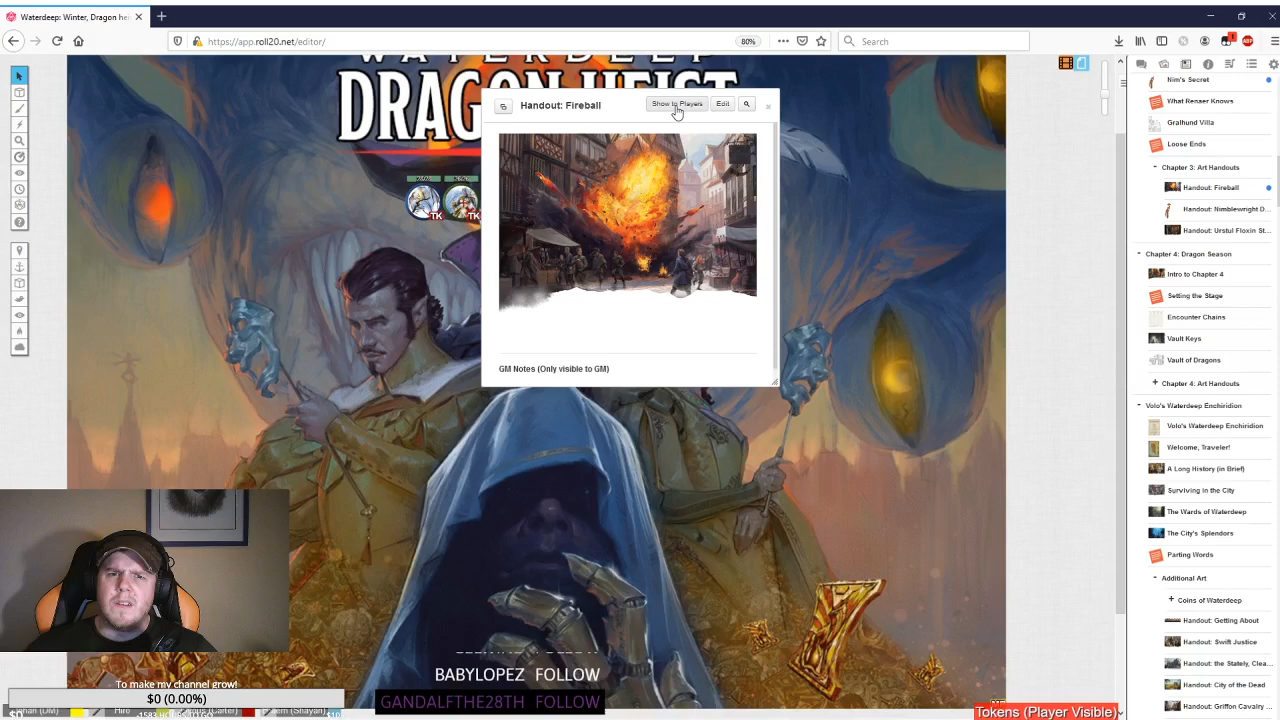 Waterdeep: Winter, Dragon hei
https://app.roll20.net/editor/
80%
Search
WATERDEEP
DRAGON HEIST
Handout: Fireball
Show to Players
Edit
GM Notes (Only visible to GM)
TK
TK
Nim's Secret
What Renaer Knows
Gralhund Villa
Loose Ends
Chapter 3: Art Handouts
Handout: Fireball
Handout: Nimblewright D...
Handout: Urstul Floxin St...
Chapter 4: Dragon Season
Intro to Chapter 4
Setting the Stage
Encounter Chains
Vault Keys
Vault of Dragons
Chapter 4: Art Handouts
Volo's Waterdeep Enchiridion
Volo's Waterdeep Enchiridion
Welcome, Traveler!
A Long History (in Brief)
Surviving in the City
The Wards of Waterdeep
The City's Splendors
Parting Words
Additional Art
Coins of Waterdeep
Handout: Getting About
Handout: Swift Justice
Handout: the Stately, Clea...
Handout: City of the Dead
Handout: Griffon Cavalry ...
BABYLOPEZ FOLLOW
GANDALFTHE28TH FOLLOW
To make my channel grow!
$0 (0.00%)
Tokens (Player Visible)